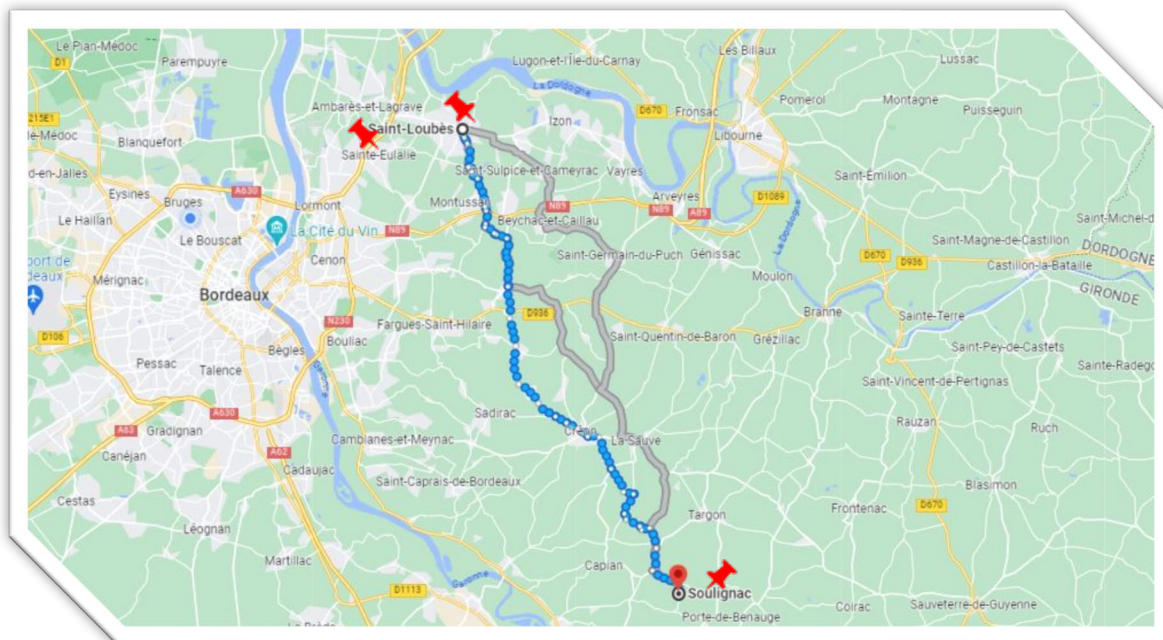 Le Pian-Médoc
Parempuyre
D1
Lugon-et-l'Île-du-Carnay
Les Billaux
Lussac
La Dordogne
Ambarès-et-Lagrave
D670
Fronsac
Pomerol
Montagne
Puisseguin
215E1
Izon
Saint-Loubès
Libourne
Blanquefort
Sainte-Eulalie
d-en-Jalles
Saint-Sulpice-et-Cameyrac
Vayres
Saint-Émilion
Eysines
Bruges
A630
Lormont
Montussan
N89
N89
A89
Arveyres
D1089
La Dordogne
Le Haillan
La Cité du Vin
N89
Beychac-et-Caillau
Le Bouscat
Cenon
Saint-Germain-du-Puch
Génissac
D670
D936
Saint-Magne-de-Castillon
DORDOGNE
Castillon-la-Bataille
GIRONDE
port de
deaux
Mérignac
Moulon
Bordeaux
D936
Branne
Sainte-Terre
N230
Fargues-Saint-Hilaire
D106
Bouliac
Bègles
Saint-Quentin-de-Baron
Grézillac
Saint-Pey-de-Castets
Pessac
Talence
Saint-Vincent-de-Pertignas
A630
Sadirac
Rauzan
Ruch
A63
Gradignan
Camblanes-et-Meynac
Créon
La Sauve
Canéjan
A62
Cadaujac
Saint-Caprais-de-Bordeaux
Blasimon
Cestas
Targon
Frontenac
D670
Léognan
Martillac
Capian
D1113
Garonne
Soulignac
Coirac
Sauveterre-de-Guyenne
Porte-de-Benauge